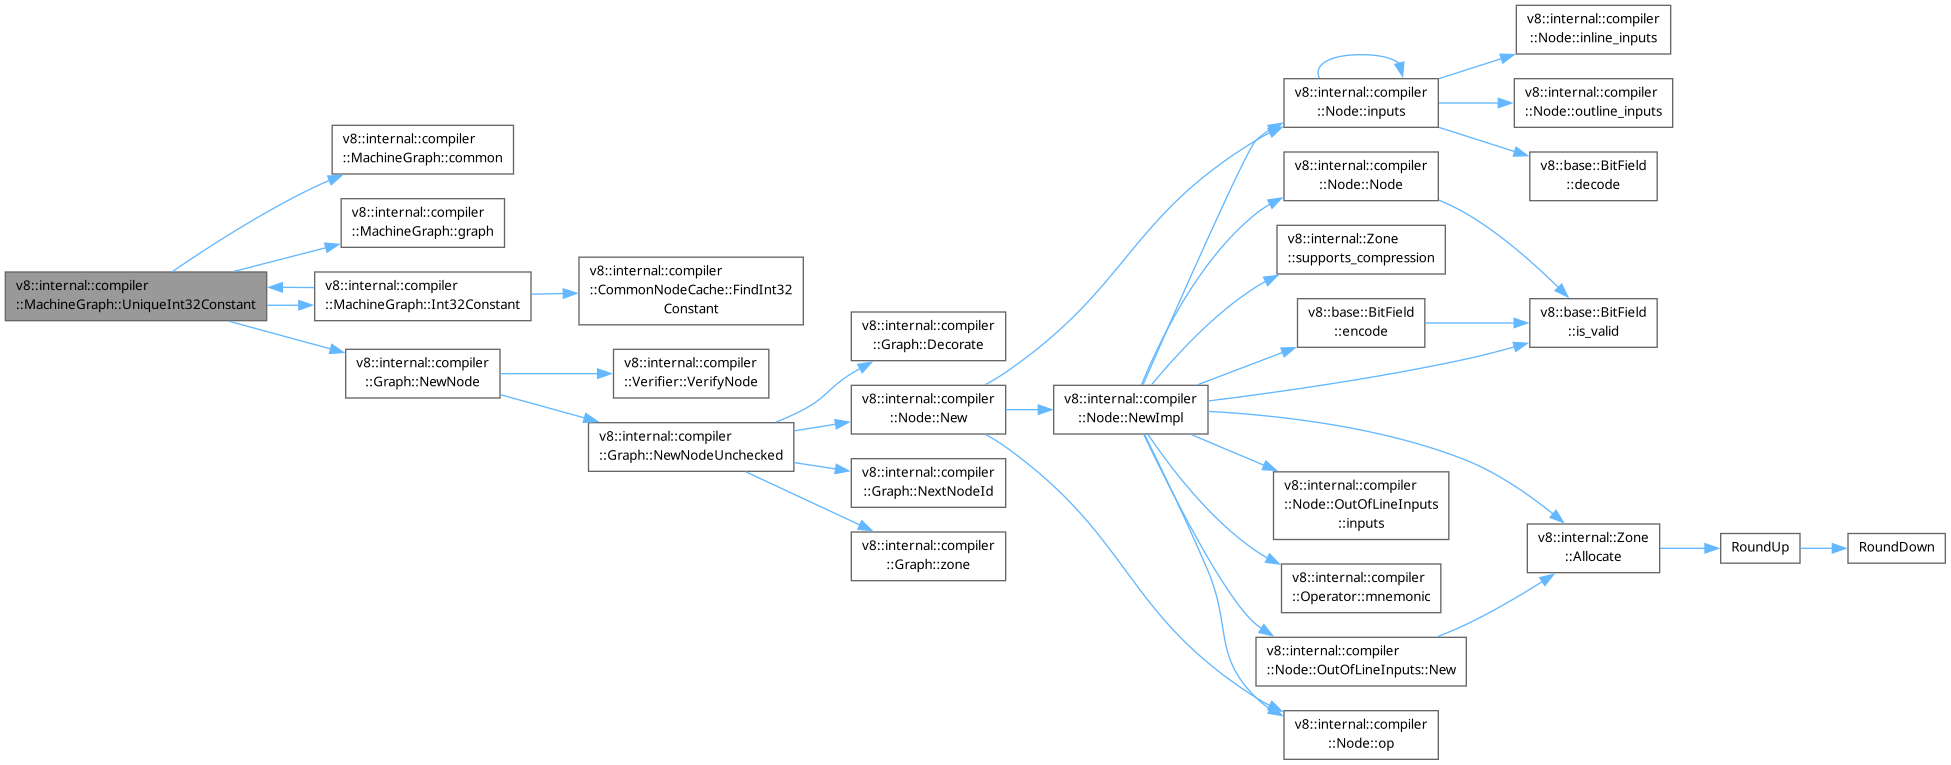 v8::internal::compiler
::MachineGraph::UniqueInt32Constant
v8::internal::compiler
::MachineGraph::common
v8::internal::compiler
::MachineGraph::graph
v8::internal::compiler
::MachineGraph::Int32Constant
v8::internal::compiler
::Graph::NewNode
v8::internal::compiler
::CommonNodeCache::FindInt32
Constant
v8::internal::compiler
::Verifier::VerifyNode
v8::internal::compiler
::Graph::NewNodeUnchecked
v8::internal::compiler
::Graph::Decorate
v8::internal::compiler
::Node::New
v8::internal::compiler
::Graph::NextNodeId
v8::internal::compiler
::Graph::zone
v8::internal::compiler
::Node::NewImpl
v8::internal::compiler
::Node::inputs
v8::internal::compiler
::Node::Node
v8::internal::Zone
::supports_compression
v8::base::BitField
::encode
v8::internal::compiler
::Node::OutOfLineInputs
::inputs
v8::internal::compiler
::Operator::mnemonic
v8::internal::compiler
::Node::OutOfLineInputs::New
v8::internal::compiler
::Node::op
v8::internal::compiler
::Node::inline_inputs
v8::internal::compiler
::Node::outline_inputs
v8::base::BitField
::decode
v8::base::BitField
::is_valid
v8::internal::Zone
::Allocate
RoundUp
RoundDown